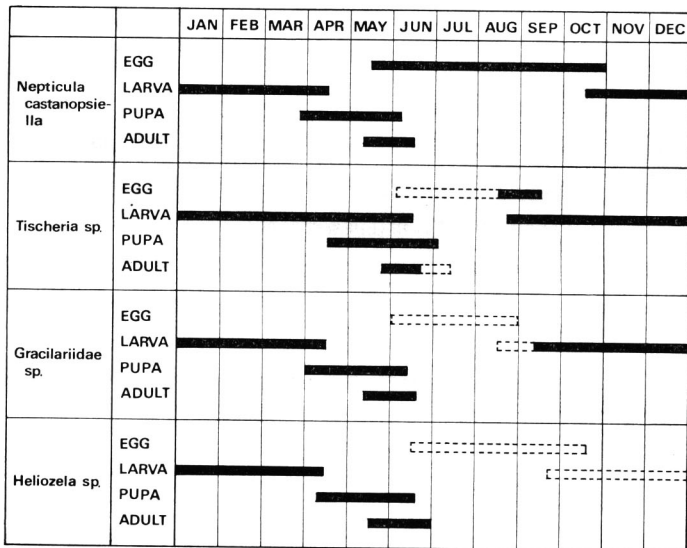 JAN FEB MAR APR MAY JUN JUL AUG SEP OCT NOV DEC
Nepticula
castanopsie-
lla
EGG
LARVA
PUPA
ADULT
Tischeria sp.
EGG
LARVA
PUPA
ADULT
Gracilariidae
sp.
EGG
LARVA
PUPA
ADULT
Heliozela sp.
EGG
LARVA
PUPA
ADULT